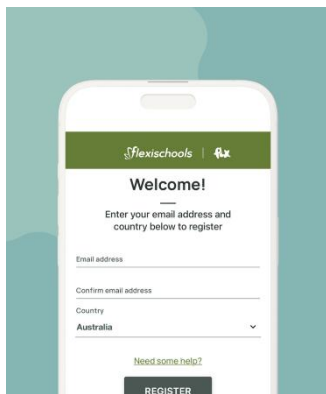 flexischools | flx
Welcome!
Enter your email address and
country below to register
Email address
Confirm email address
Country
Australia
Need some help?
REGISTER